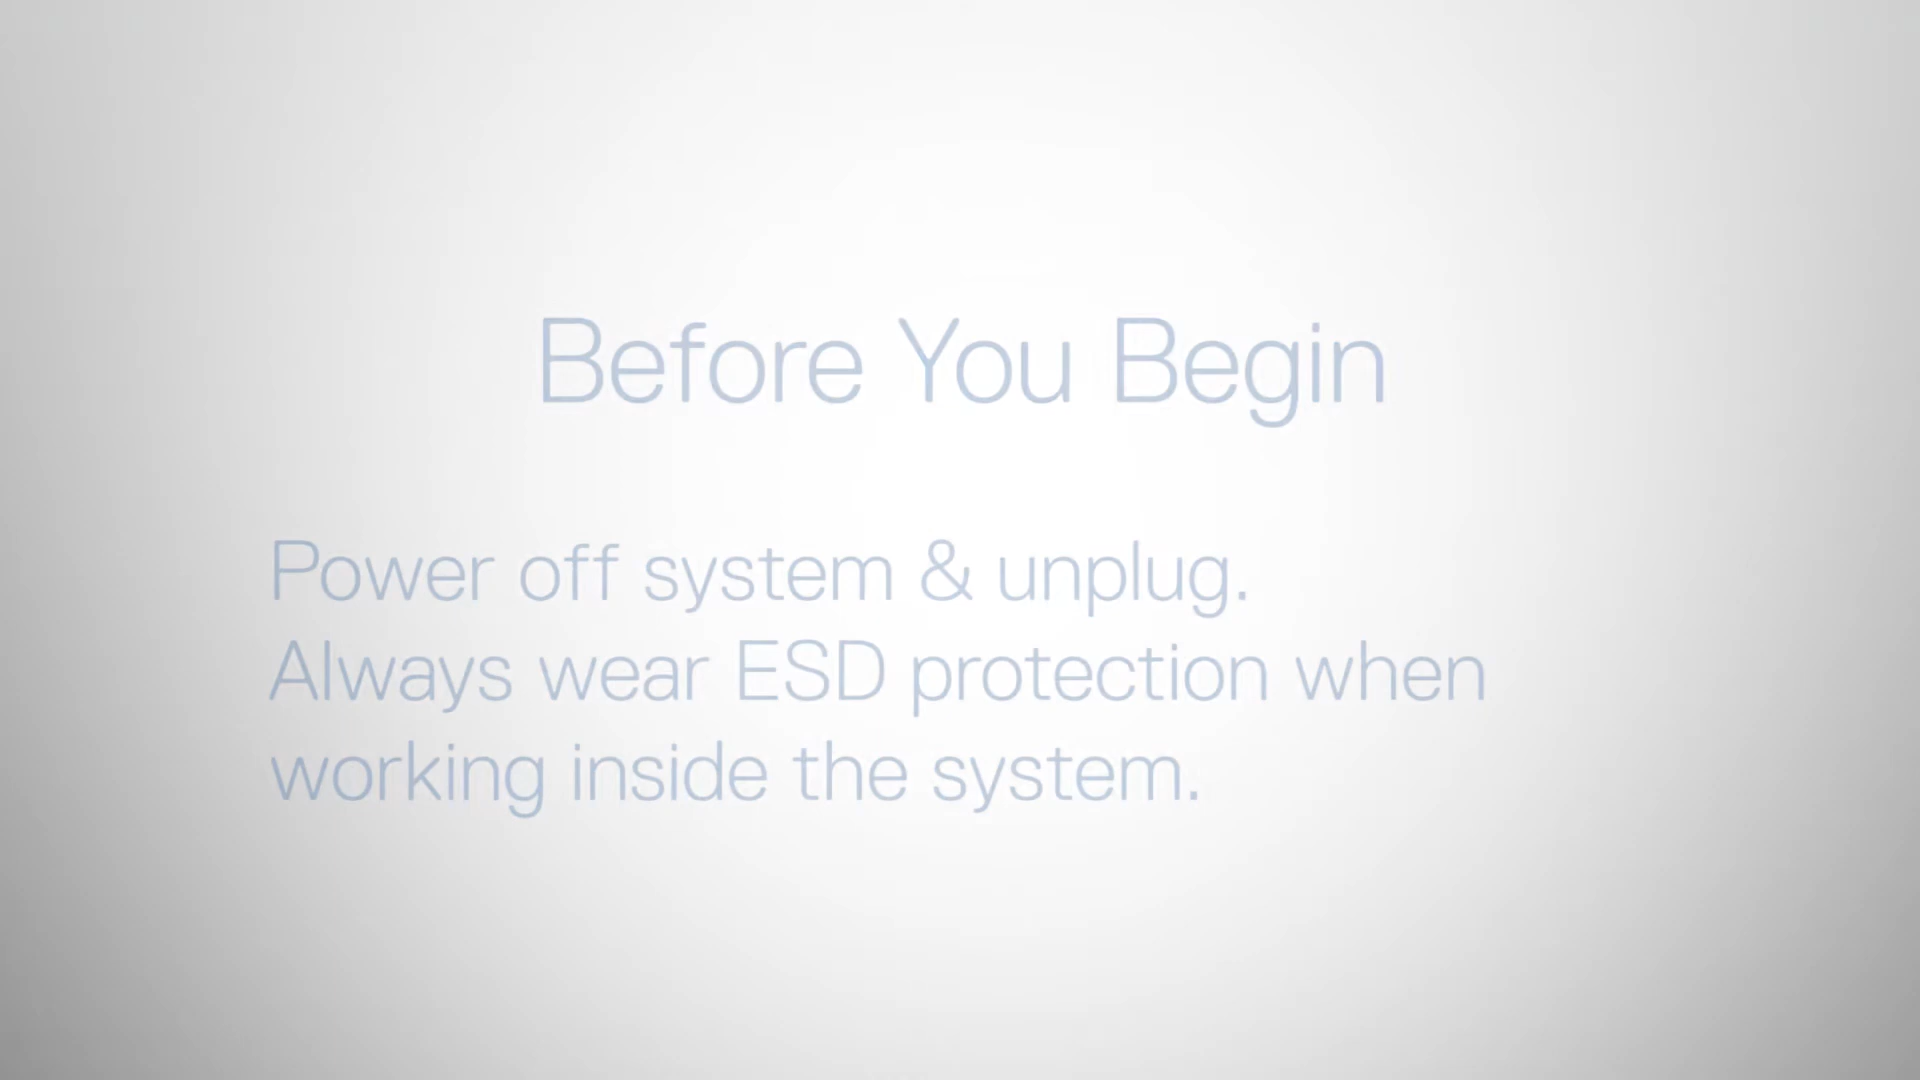 Before You Begin
Power off system & unplug.
Always wear ESD protection when
working inside the system.